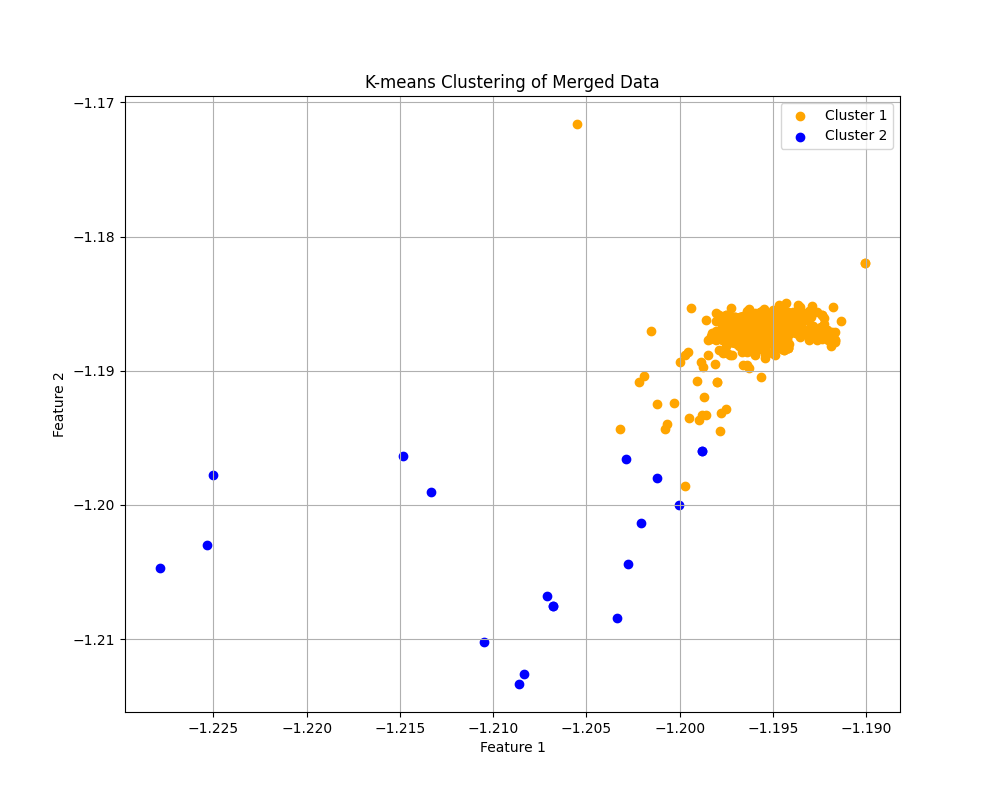 K-means Clustering of Merged Data
Cluster 1
Cluster 2
−1.17
−1.18
−1.19
−1.20
−1.21
Feature 2
−1.225
−1.220
−1.215
−1.210
−1.205
−1.200
−1.195
−1.190
Feature 1